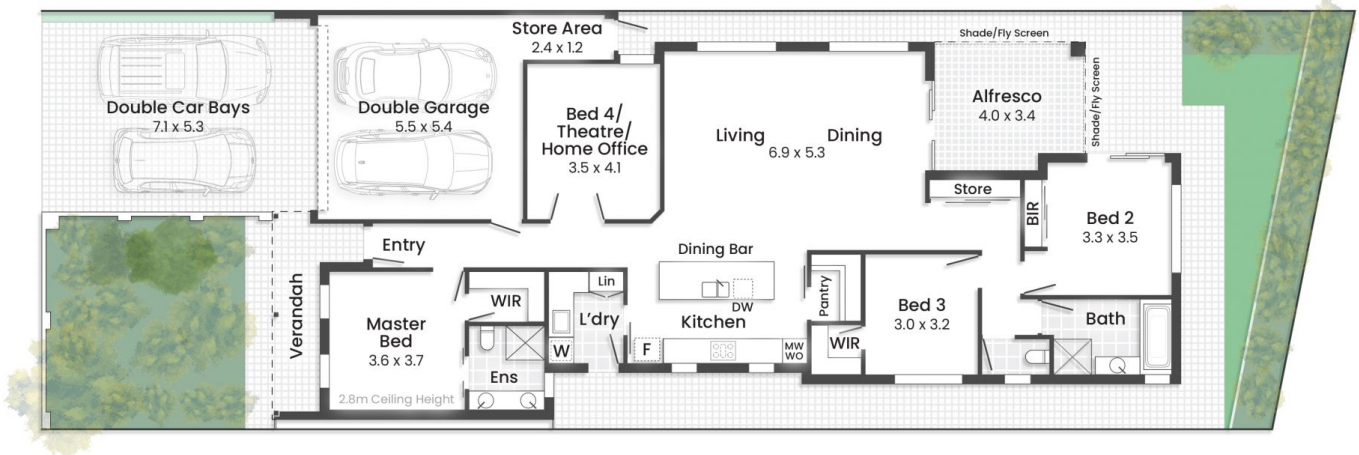 Double Car Bays
7.1 x 5.3
Double Garage
5.5 x 5.4
Store Area
2.4 x 1.2
Bed 4/
Theatre/
Home Office
3.5 x 4.1
Living
Dining
6.9 x 5.3
Shade/Fly Screen
Shade/Fly Screen
Alfresco
4.0 x 3.4
Store
BIR
Bed 2
3.3 x 3.5
Entry
Verandah
Master
Bed
3.6 x 3.7
2.8m Ceiling Height
WIR
Ens
Lin
L'dry
W
Dining Bar
DW
Kitchen
F
MW
WO
Pantry
WIR
Bed 3
3.0 x 3.2
Bath